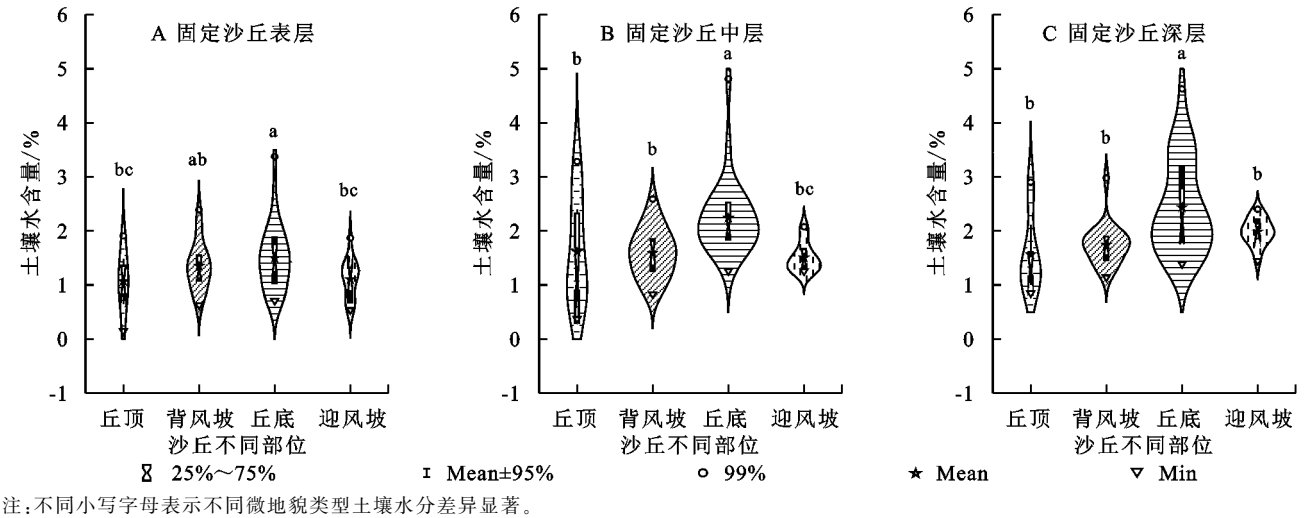 A 固定沙丘表层
B 固定沙丘中层
C 固定沙丘深层
土壤水含量/%
6
5
4
3
2
1
0
-1
bc
ab
a
bc
丘顶
背风坡
丘底
迎风坡
沙丘不同部位
土壤水含量/%
6
5
4
3
2
1
0
-1
b
b
a
bc
丘顶
背风坡
丘底
迎风坡
沙丘不同部位
土壤水含量/%
6
5
4
3
2
1
0
-1
b
b
a
b
丘顶
背风坡
丘底
迎风坡
沙丘不同部位
25%～75%
Mean±95%
99%
Mean
Min
注:不同小写字母表示不同微地貌类型土壤水分差异显著。